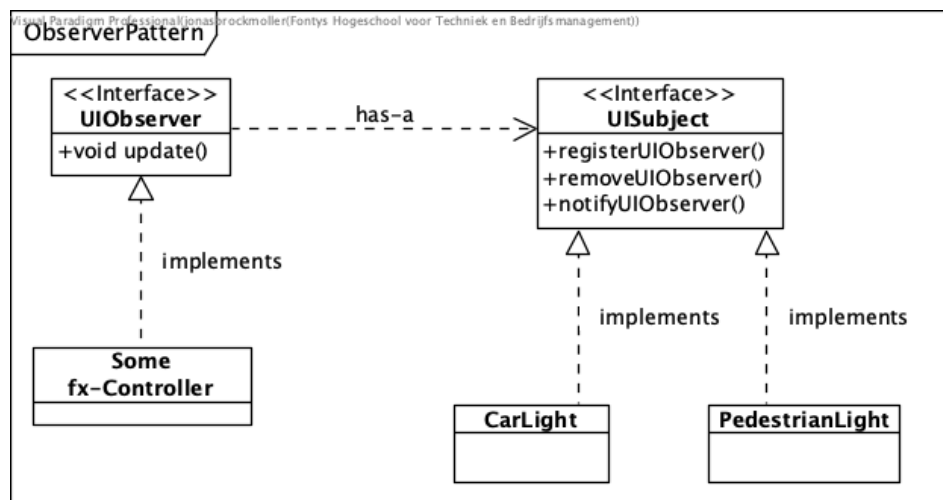 Visual Paradigm Professional(jonasbrockmoller(Fontys Hogeschool voor Techniek en Bedrijfsmanagement))
ObserverPattern
<<Interface>>
UIObserver
+void update()
has-a
<<Interface>>
UISubject
+registerUIObserver()
+removeUIObserver()
+notifyUIObserver()
implements
implements
implements
Some
fx-Controller
CarLight
PedestrianLight